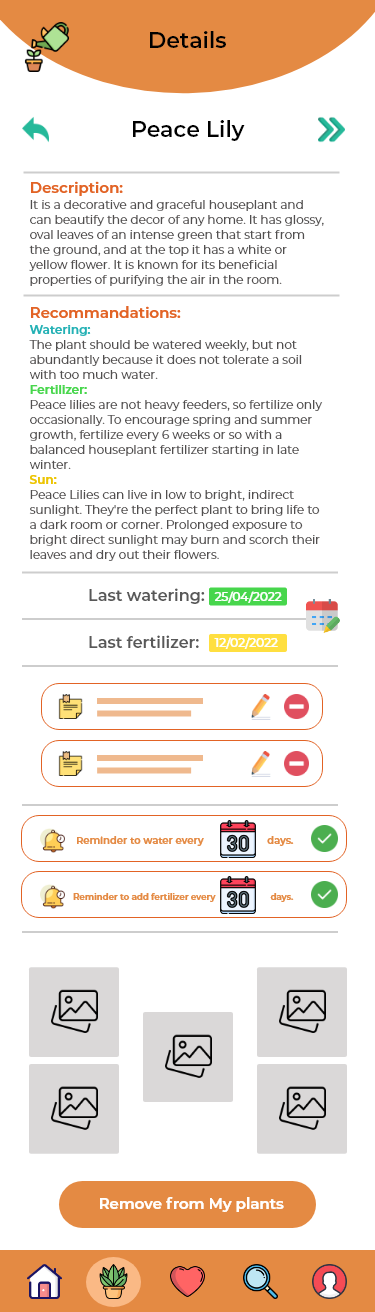 Details
Peace Lily
Description:
It is a decorative and graceful houseplant and
can beautify the decor of any home. It has glossy,
oval leaves of an intense green that start from
the ground, and at the top it has a white or
yellow flower. It is known for its beneficial
properties of purifying the air in the room.
Recommandations:
Watering:
The plant should be watered weekly, but not
abundantly because it does not tolerate a soil
with too much water.
Fertilizer:
Peace lilies are not heavy feeders, so fertilize only
occasionally. To encourage spring and summer
growth, fertilize every 6 weeks or so with a
balanced houseplant fertilizer starting in late
winter.
Sun:
Peace Lilies can live in low to bright, indirect
sunlight. They're the perfect plant to bring life to
a dark room or corner. Prolonged exposure to
bright direct sunlight may burn and scorch their
leaves and dry out their flowers.
Last watering: 25/04/2022
Last fertilizer: 12/02/2022
Reminder to water every 30 days.
Reminder to add fertilizer every 30 days.
Remove from My plants